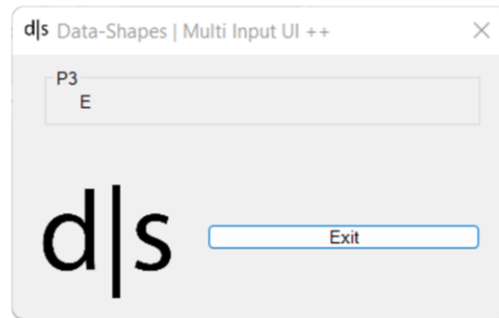 d|s Data-Shapes | Multi Input UI ++
P3
E
d|s
Exit